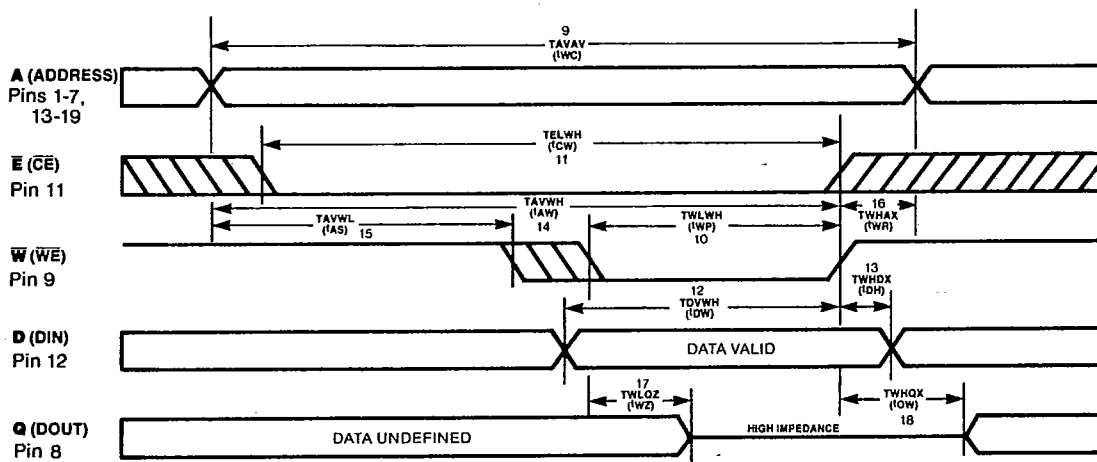 9
TAVAV
(tWC)
A (ADDRESS)
Pins 1-7,
13-19
TELWH
(tCW)
11
E (CE)
Pin 11
TAVWH
(tAW)
14
16
TWHAX
(tWR)
TAVWL
(tAS)
15
TWLWH
(tWP)
10
W (WE)
Pin 9
13
TWHDX
(tDH)
12
TDVWH
(tDW)
D (DIN)
Pin 12
DATA VALID
17
TWLQZ
(tWZ)
TWHQX
(tOW)
18
Q (DOUT)
Pin 8
DATA UNDEFINED
HIGH IMPEDANCE